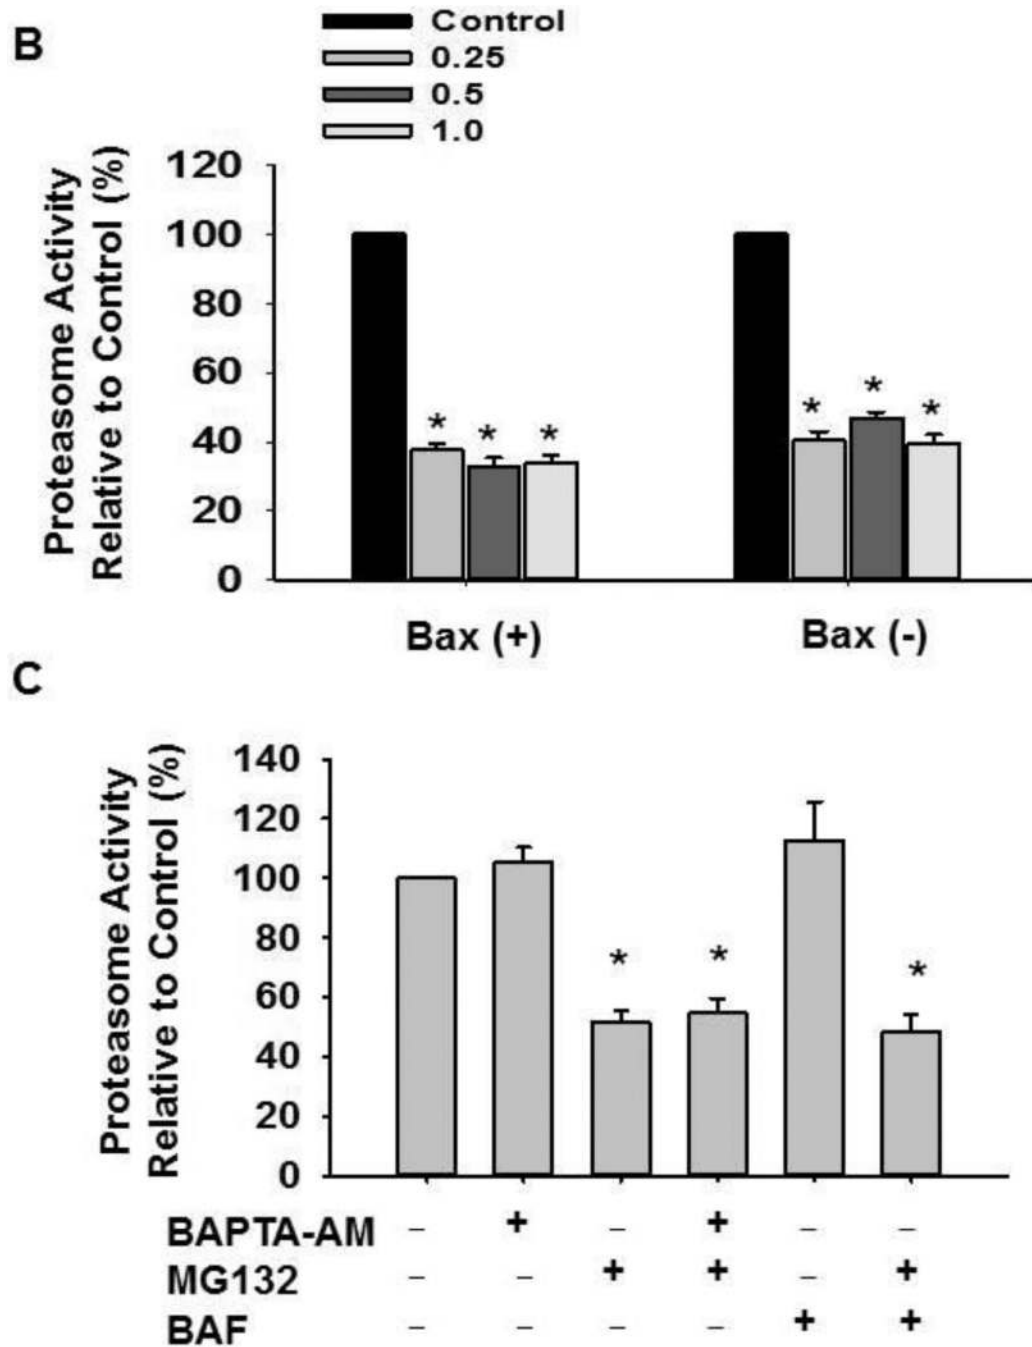 B
Control
0.25
0.5
1.0
Proteasome Activity
Relative to Control (%)
120
100
80
60
40
20
0
* * * * * *
Bax (+) Bax (-)
C
Proteasome Activity
Relative to Control (%)
140
120
100
80
60
40
20
0
* * *
BAPTA-AM – + – + – –
MG132 – – + + – +
BAF – – – – + +